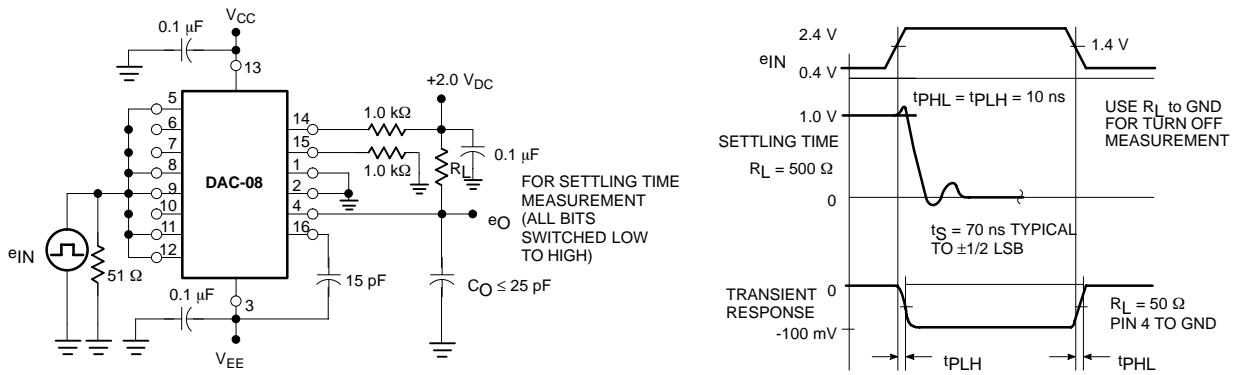 0.1 μF
VCC
13
+2.0 VDC
5
6
7
8
9
10
11
12
DAC-08
14
15
1
2
4
16
3
1.0 kΩ
1.0 kΩ
RL
0.1 μF
FOR SETTLING TIME
MEASUREMENT
(ALL BITS
SWITCHED LOW
TO HIGH)
eO
eIN
51 Ω
0.1 μF
15 pF
CO ≤ 25 pF
VEE
2.4 V
eIN
0.4 V
1.4 V
tPHL = tPLH = 10 ns
USE RL to GND
FOR TURN OFF
MEASUREMENT
1.0 V
SETTLING TIME
RL = 500 Ω
0
tS = 70 ns TYPICAL
TO ±1/2 LSB
0
TRANSIENT
RESPONSE
-100 mV
RL = 50 Ω
PIN 4 TO GND
tPLH
tPHL